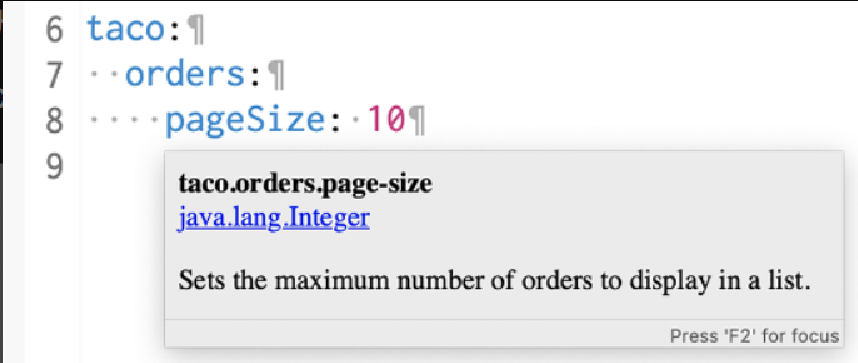 6 taco:¶
7 ··orders:¶
8 ····pageSize:·10¶
9
taco.orders.page-size
java.lang.Integer
Sets the maximum number of orders to display in a list.
Press 'F2' for focus